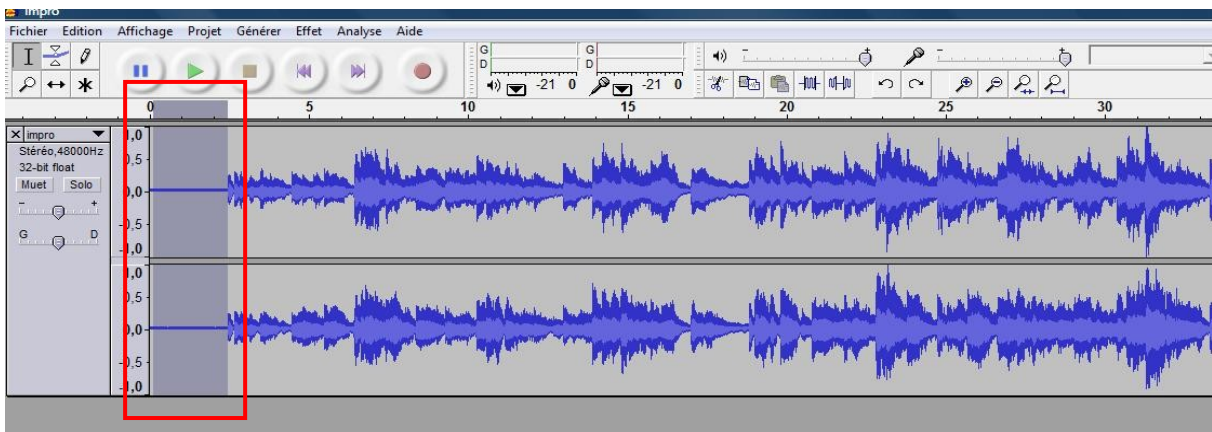 impro
Fichier Edition Affichage Projet Générer Effet Analyse Aide
G G
D D
-21 0 -21 0
0 5 10 15 20 25 30
impro
Stéréo,48000Hz
32-bit float
Muet Solo
- +
G D
1,0
0,5
0,0
-0,5
-1,0
1,0
0,5
0,0
-0,5
-1,0